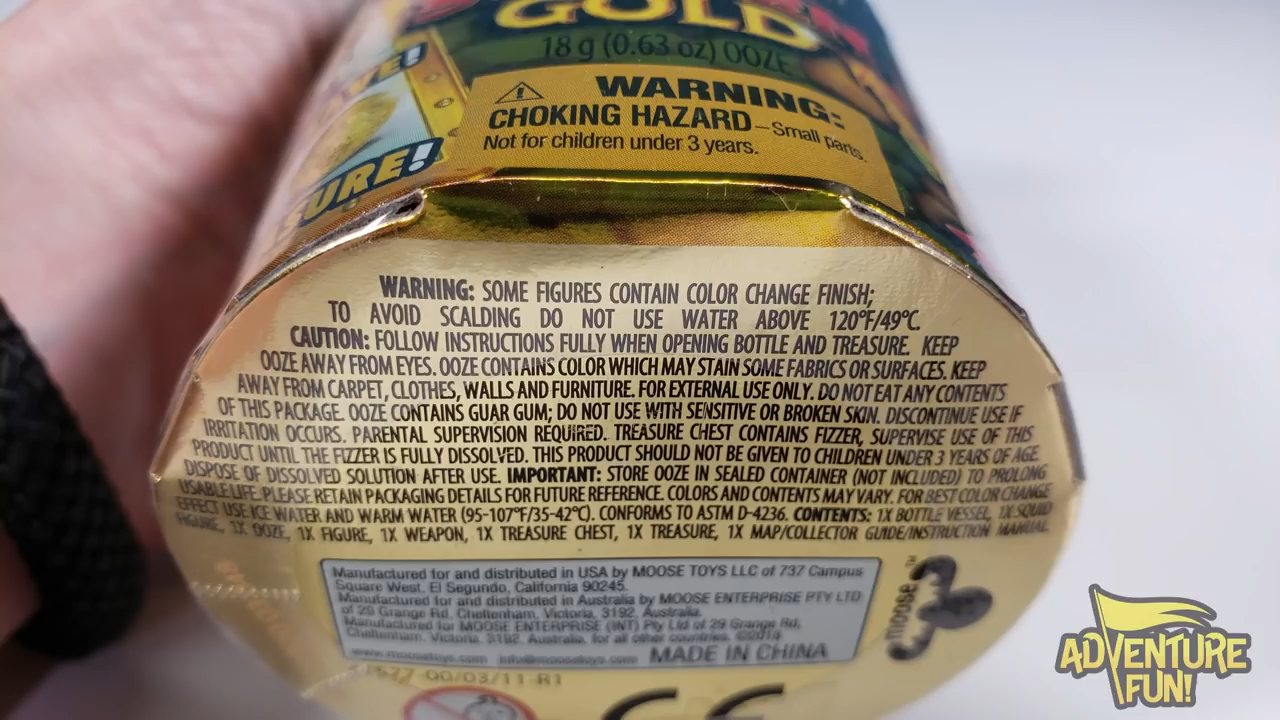 GOLD
18 g (0.63 oz) OOZE
WARNING:
CHOKING HAZARD – Small parts.
Not for children under 3 years.
URE!
WARNING: SOME FIGURES CONTAIN COLOR CHANGE FINISH;
TO AVOID SCALDING DO NOT USE WATER ABOVE 120°F/49°C.
CAUTION: FOLLOW INSTRUCTIONS FULLY WHEN OPENING BOTTLE AND TREASURE. KEEP
OOZE AWAY FROM EYES. OOZE CONTAINS COLOR WHICH MAY STAIN SOME FABRICS OR SURFACES. KEEP
AWAY FROM CARPET, CLOTHES, WALLS AND FURNITURE. FOR EXTERNAL USE ONLY. DO NOT EAT ANY CONTENTS
OF THIS PACKAGE. OOZE CONTAINS GUAR GUM; DO NOT USE WITH SENSITIVE OR BROKEN SKIN. DISCONTINUE USE IF
IRRITATION OCCURS. PARENTAL SUPERVISION REQUIRED. TREASURE CHEST CONTAINS FIZZER, SUPERVISE USE OF THIS
PRODUCT UNTIL THE FIZZER IS FULLY DISSOLVED. THIS PRODUCT SHOULD NOT BE GIVEN TO CHILDREN UNDER 3 YEARS OF AGE.
DISPOSE OF DISSOLVED SOLUTION AFTER USE. IMPORTANT: STORE OOZE IN SEALED CONTAINER (NOT INCLUDED) TO PROLONG
USABLE LIFE. PLEASE RETAIN PACKAGING DETAILS FOR FUTURE REFERENCE. COLORS AND CONTENTS MAY VARY. FOR BEST COLOR CHANGE
EFFECT USE ICE WATER AND WARM WATER (95-107°F/35-42°C). CONFORMS TO ASTM D-4236. CONTENTS: 1X BOTTLE VESSEL, 1X SQUID
FIGURE, 1X OOZE, 1X FIGURE, 1X WEAPON, 1X TREASURE CHEST, 1X TREASURE, 1X MAP/COLLECTOR GUIDE/INSTRUCTION MANUAL.
Manufactured for and distributed in USA by MOOSE TOYS LLC of 737 Campus
Square West, El Segundo, California 90245.
Manufactured for and distributed in Australia by MOOSE ENTERPRISE PTY LTD
of 29 Grange Rd, Cheltenham, Victoria, 3192, Australia.
Manufactured for MOOSE ENTERPRISE (INT) Pty Ltd of 29 Grange Rd,
Cheltenham, Victoria, 3192, Australia, for all other countries.
www.moosetoys.com info@moosetoys.com MADE IN CHINA
moose™
00/03/11-R1
CE
ADVENTURE
FUN!